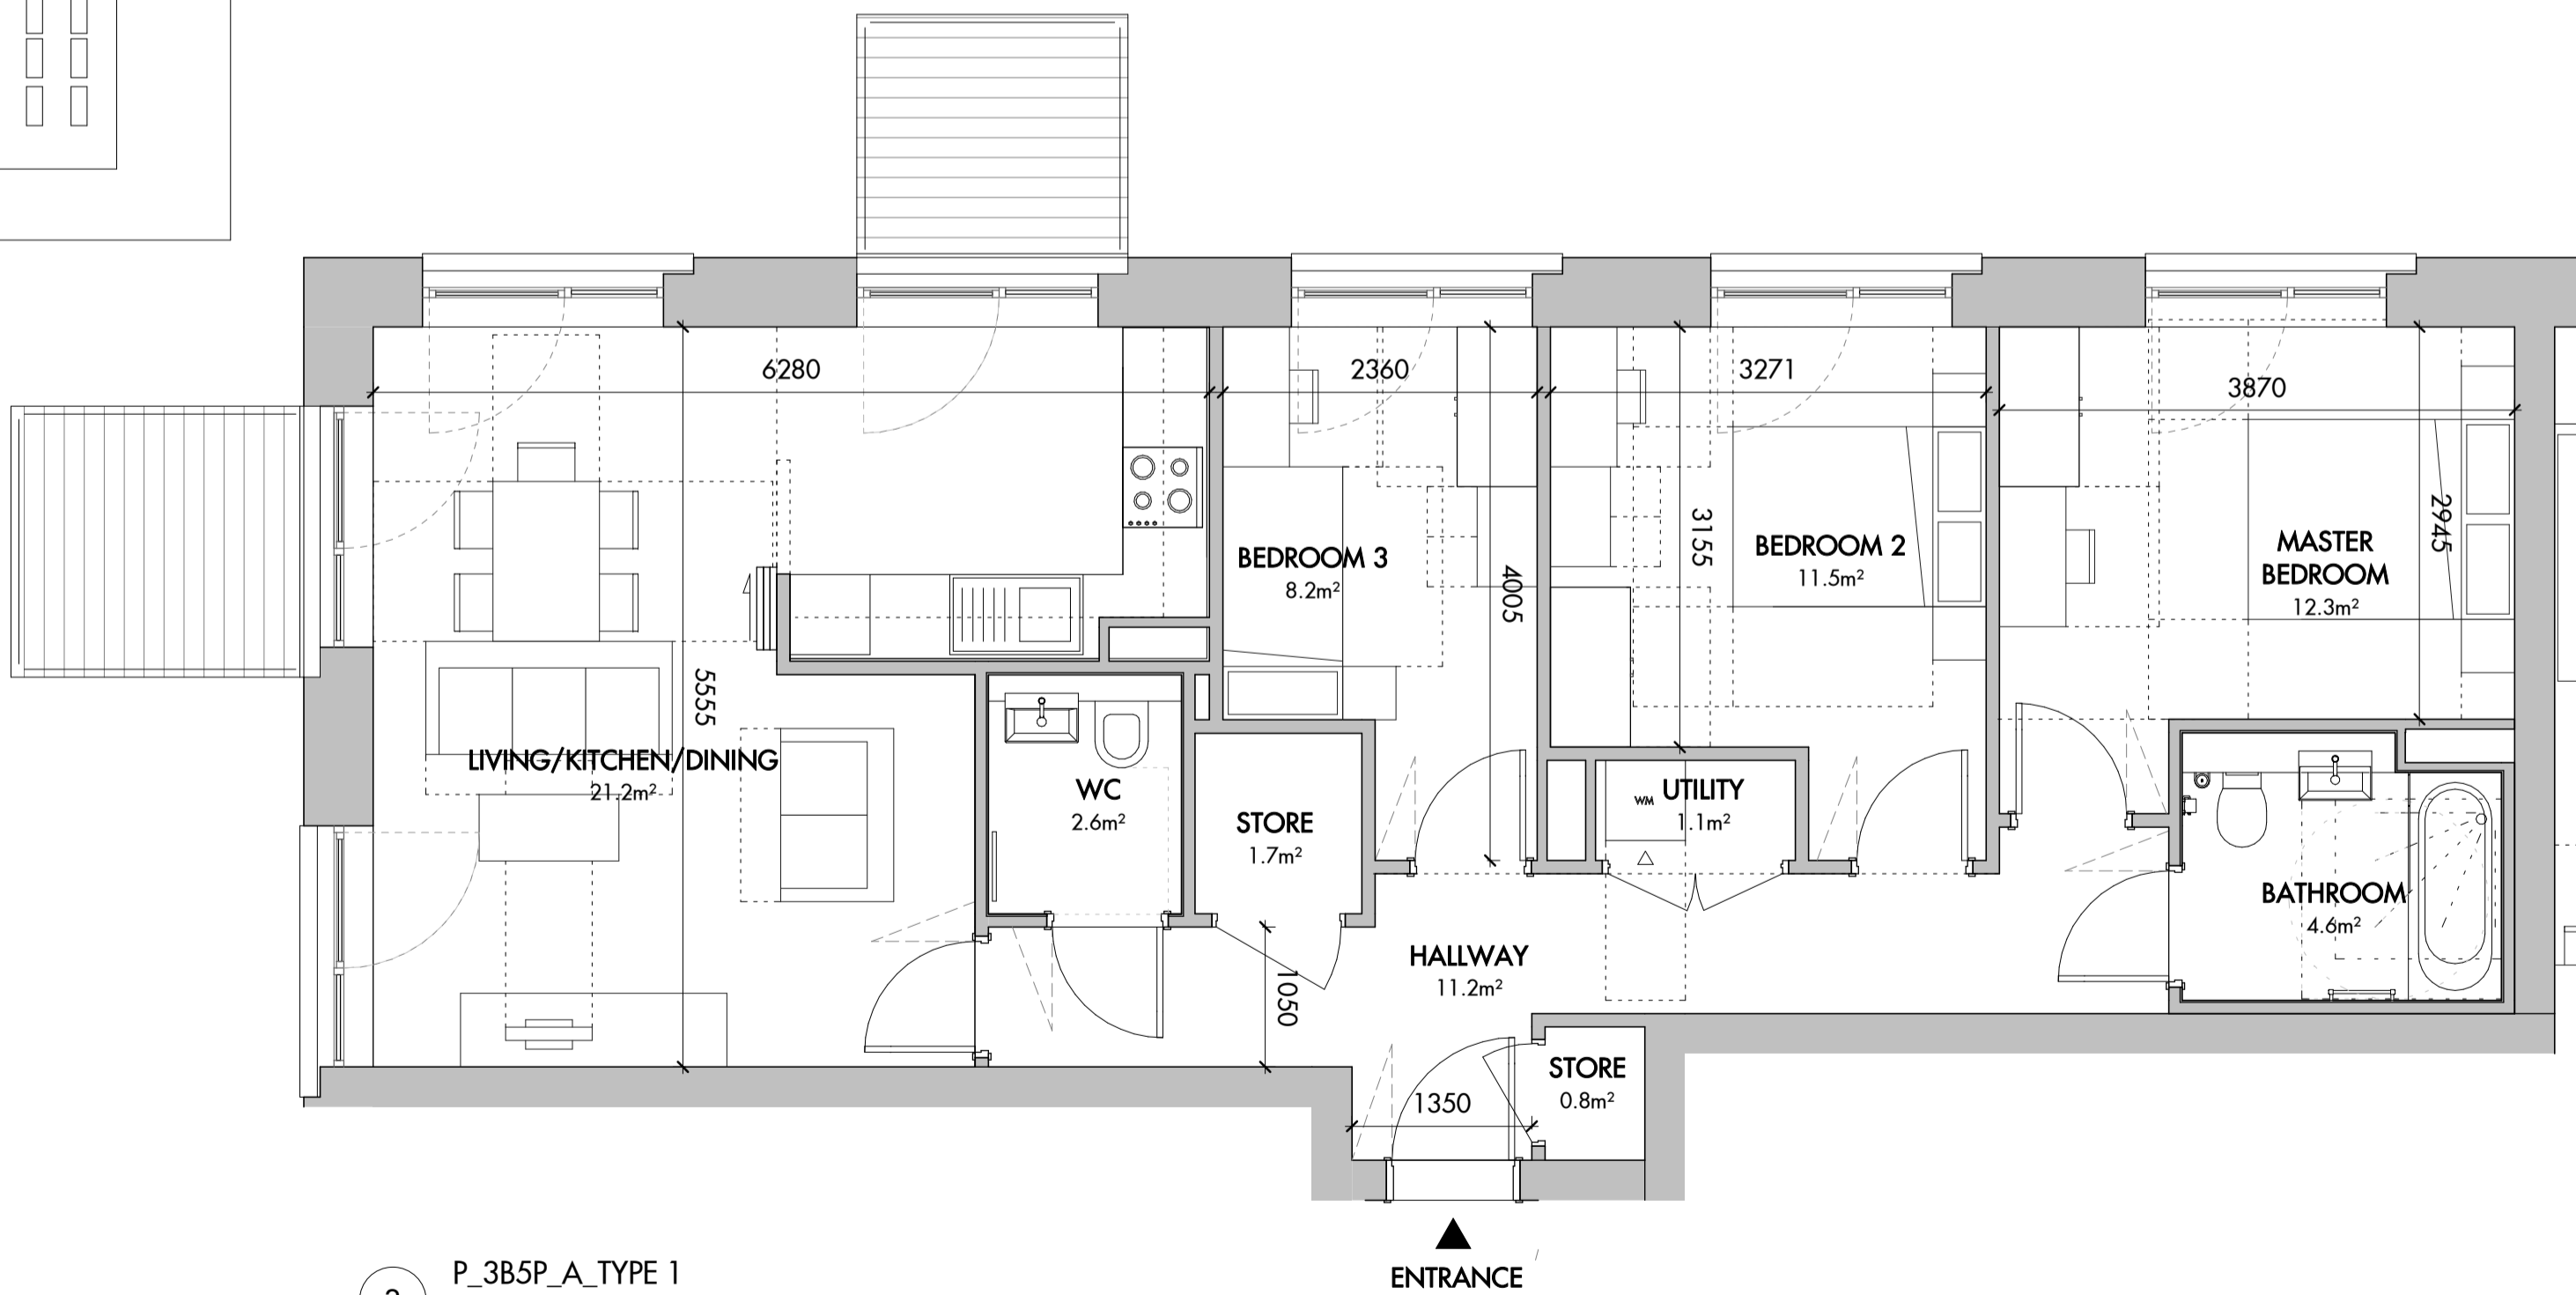 6280
2360
3271
3870
2945
3155
4005
5555
BEDROOM 3
8.2m²
BEDROOM 2
11.5m²
MASTER
BEDROOM
12.3m²
LIVING/KITCHEN/DINING
21.2m²
WC
2.6m²
STORE
1.7m²
WM
UTILITY
1.1m²
BATHROOM
4.6m²
HALLWAY
11.2m²
1050
STORE
0.8m²
1350
ENTRANCE
P_3B5P_A_TYPE 1